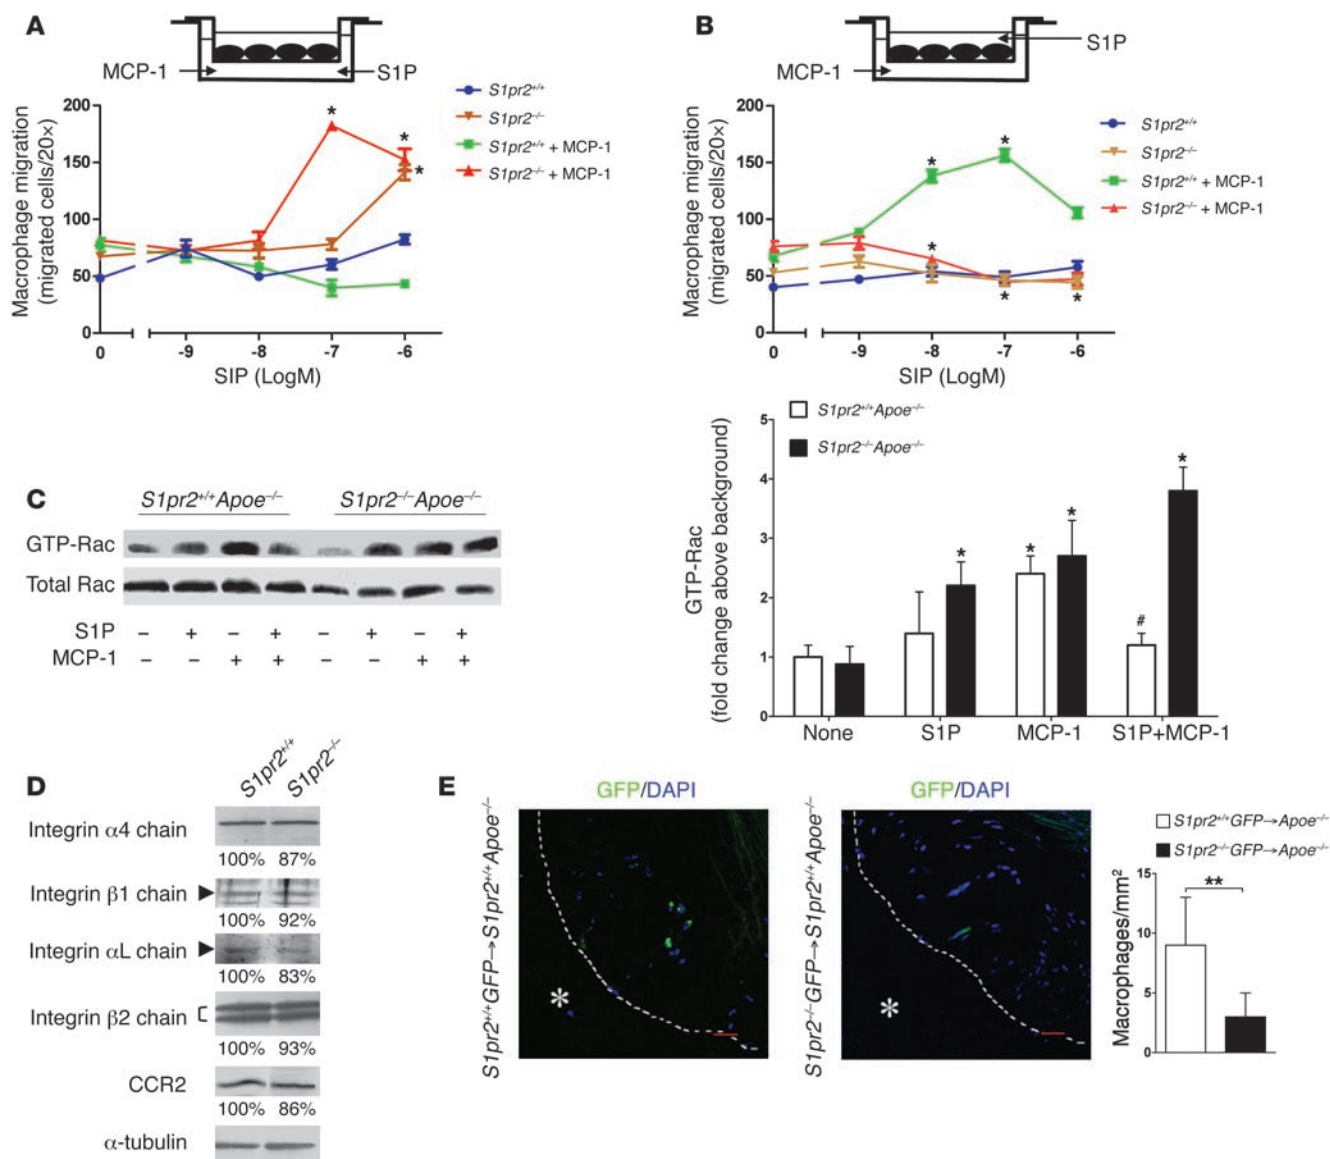 A
MCP-1
S1P
Macrophage migration
(migrated cells/20×)
200
150
100
50
0
0
-9
-8
-7
-6
SIP (LogM)
*
*
*
S1pr2+/+
S1pr2–/–
S1pr2+/+ + MCP-1
S1pr2–/– + MCP-1
B
MCP-1
S1P
Macrophage migration
(migrated cells/20×)
200
150
100
50
0
0
-9
-8
-7
-6
SIP (LogM)
*
*
*
*
*
S1pr2+/+
S1pr2–/–
S1pr2+/+ + MCP-1
S1pr2–/– + MCP-1
C
S1pr2+/+Apoe–/–
S1pr2–/–Apoe–/–
GTP-Rac
Total Rac
S1P – + – + – + – +
MCP-1 – – + + – – + +
S1pr2+/+Apoe–/–
S1pr2–/–Apoe–/–
GTP-Rac
(fold change above background)
5
4
3
2
1
0
*
*
*
#
*
None
S1P
MCP-1
S1P+MCP-1
D
S1pr2+/+
S1pr2–/–
Integrin α4 chain
100% 87%
Integrin β1 chain
100% 92%
Integrin αL chain
100% 83%
Integrin β2 chain
100% 93%
CCR2
100% 86%
α-tubulin
E
GFP/DAPI
S1pr2+/+GFP→S1pr2+/+Apoe–/–
*
GFP/DAPI
S1pr2–/–GFP→S1pr2+/+Apoe–/–
*
S1pr2+/+GFP→Apoe–/–
S1pr2–/–GFP→Apoe–/–
Macrophages/mm2
15
10
5
0
**